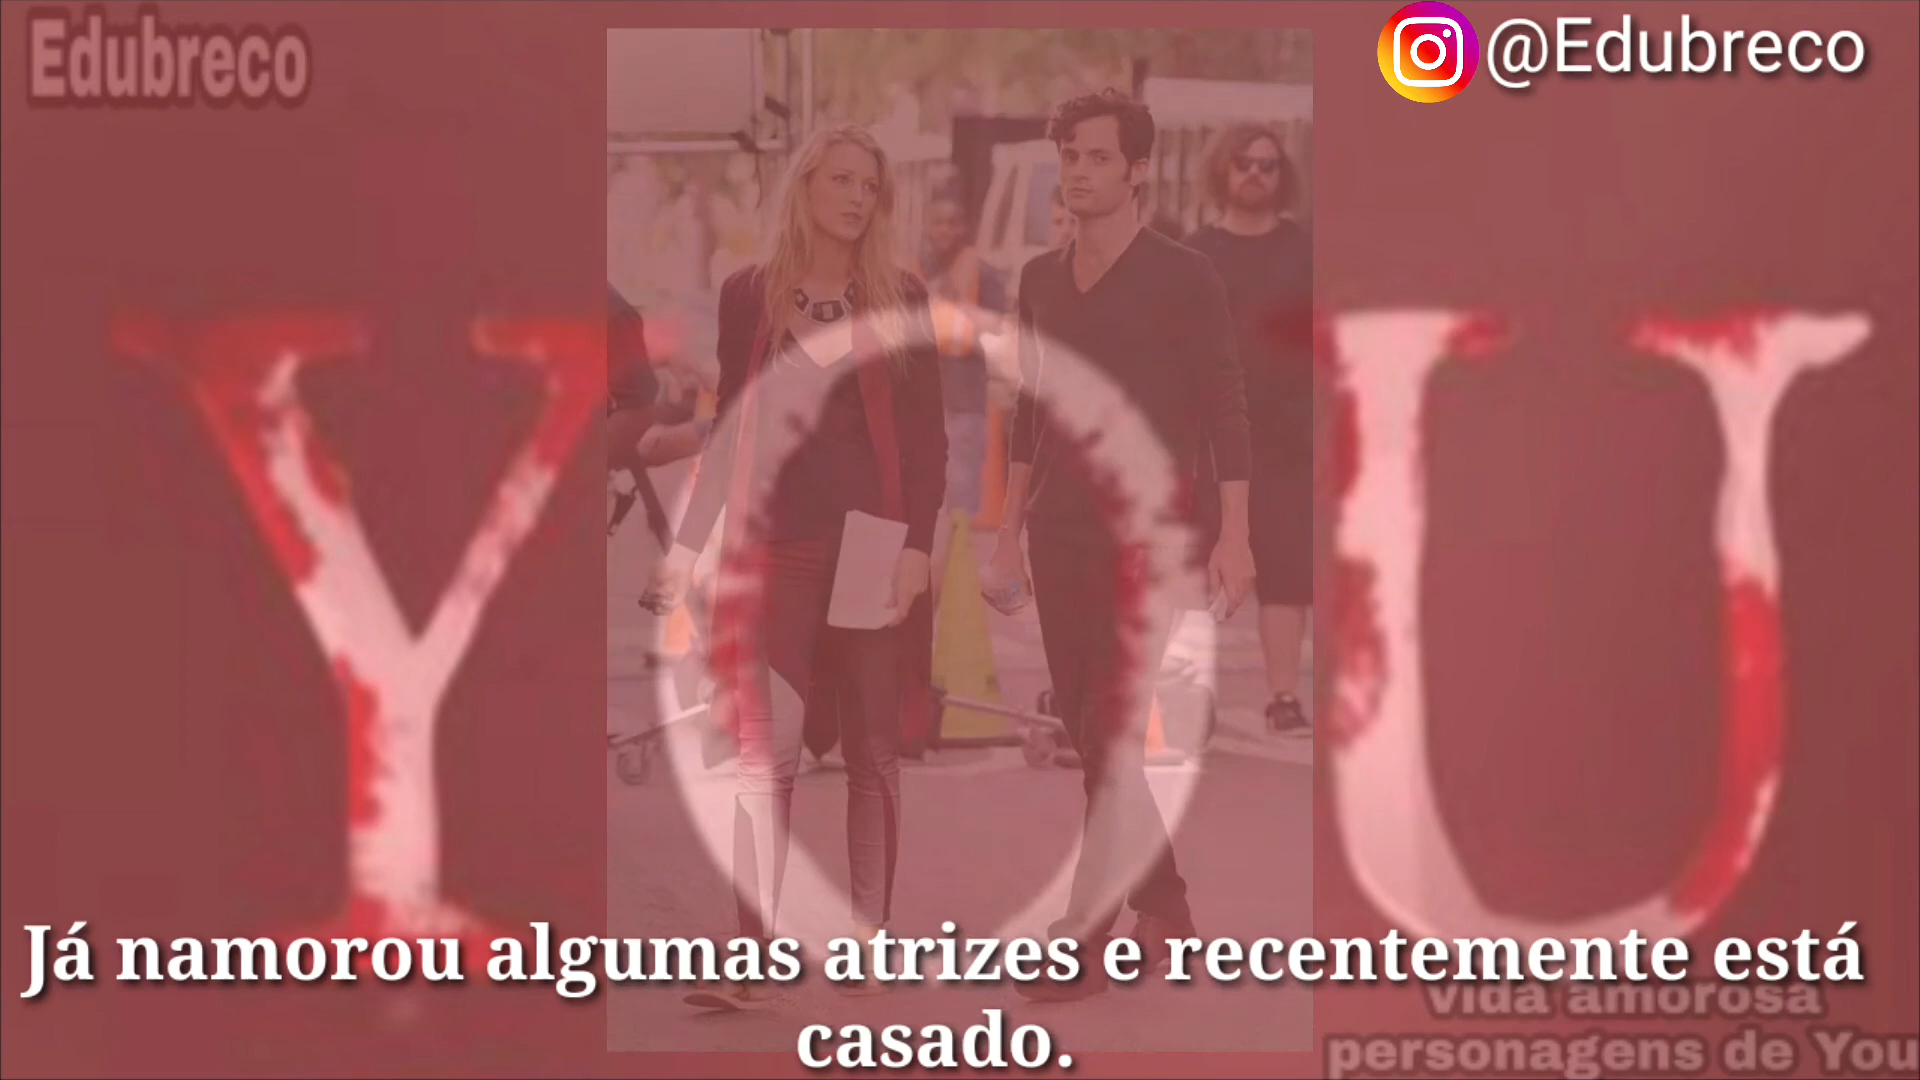 Edubreco
@Edubreco
YOU
Já namorou algumas atrizes e recentemente está
casado.
vida amorosa
personagens de You